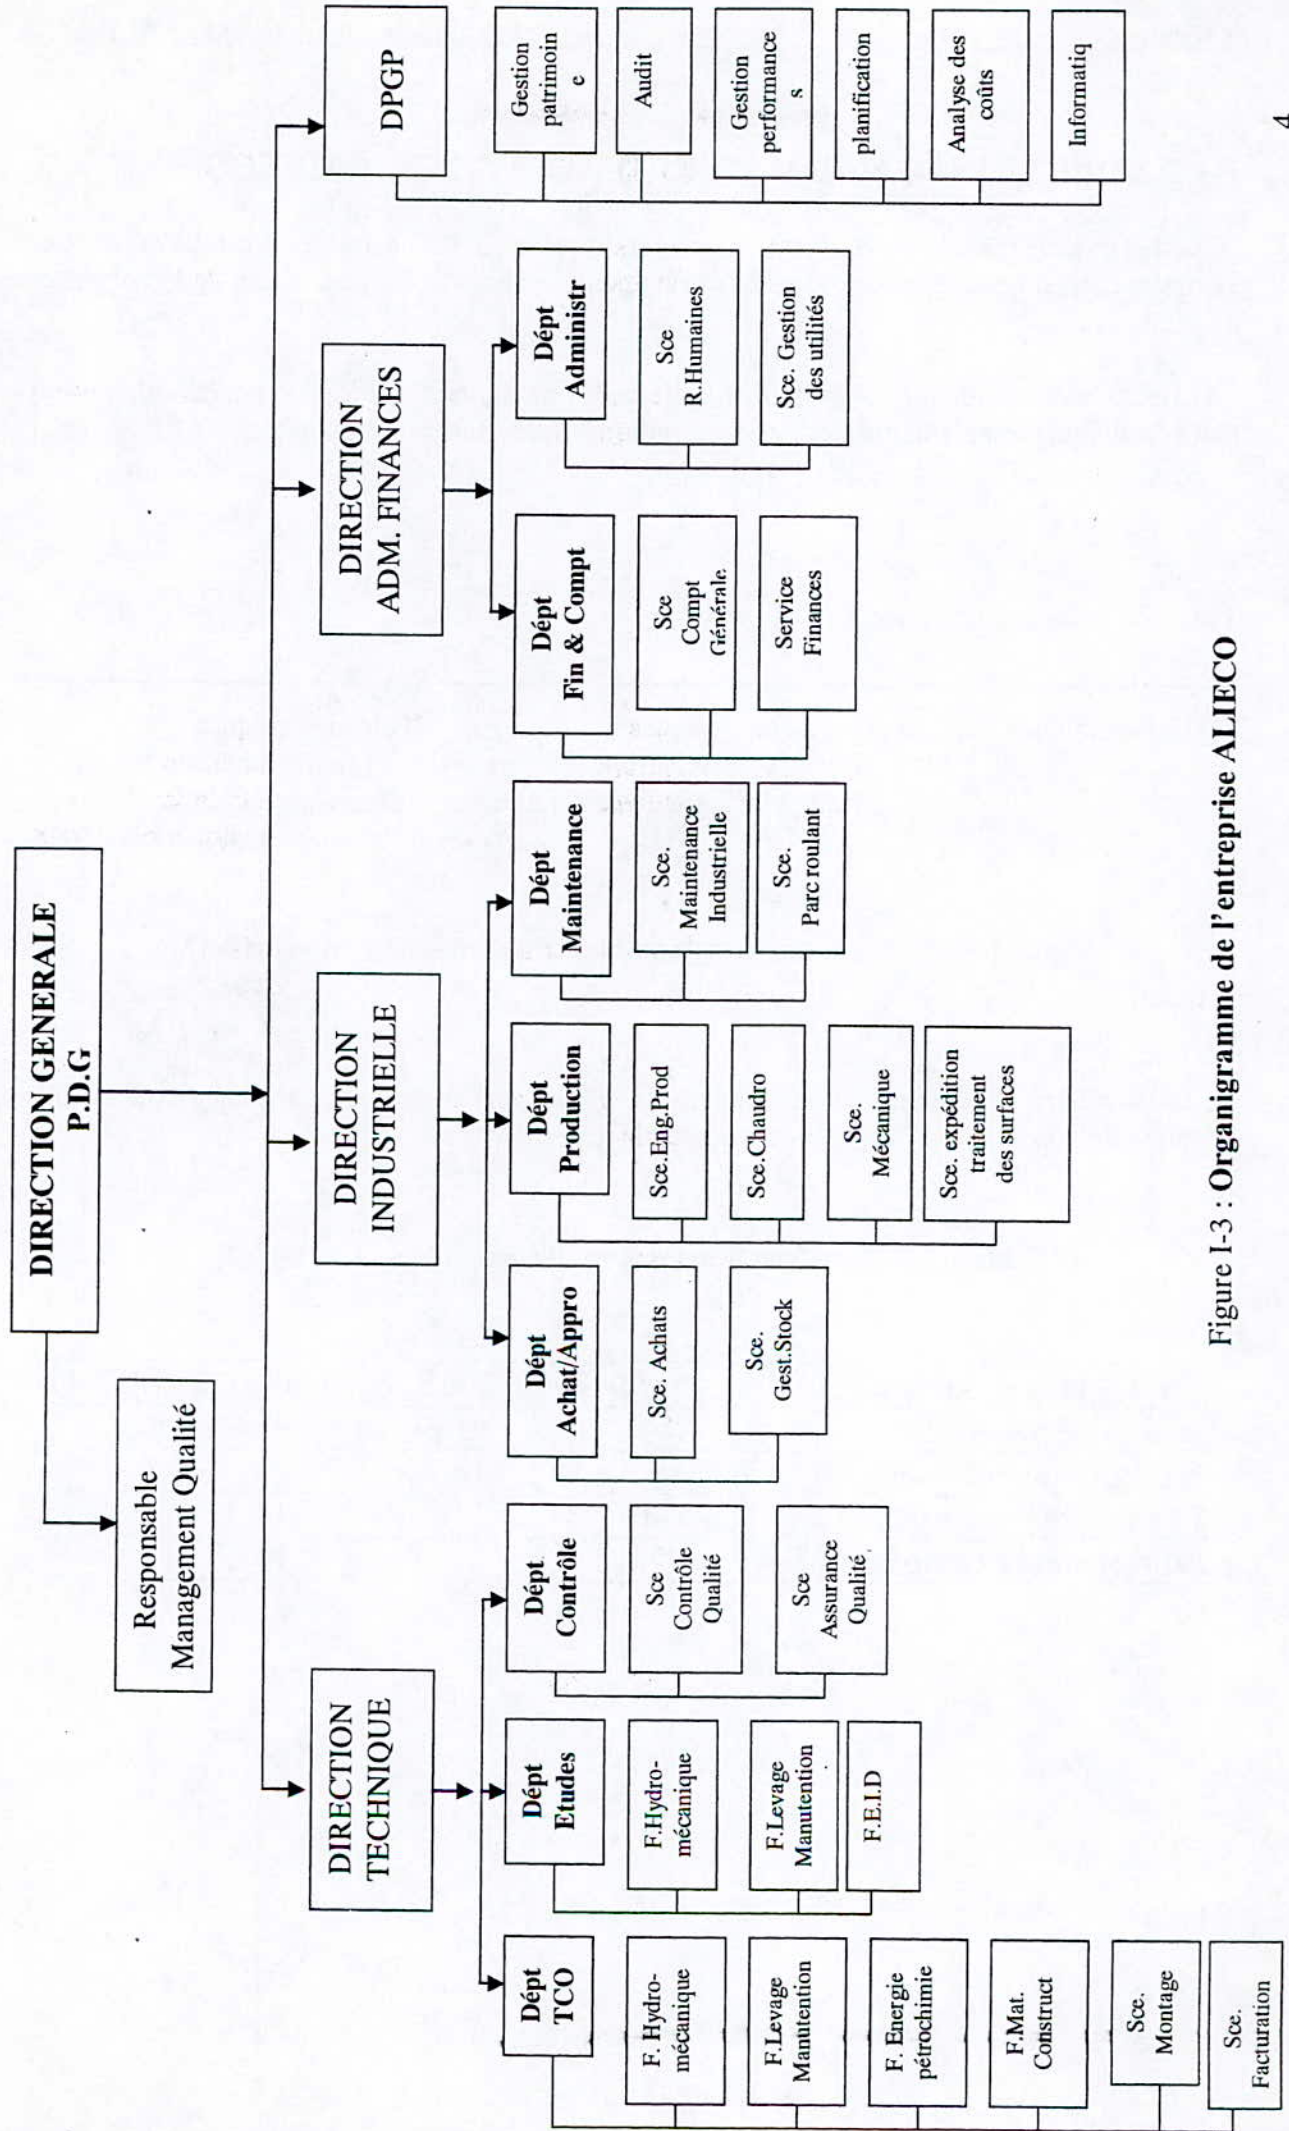 DIRECTION GENERALE
P.D.G
Responsable
Management Qualité
DIRECTION
TECHNIQUE
DIRECTION
INDUSTRIELLE
DIRECTION
ADM. FINANCES
DPGP
Dépt
TCO
F. Hydro-
mécanique
F.Levage
Manutention
F. Energie
pétrochimie
F.Mat.
Construct
Sce.
Montage
Sce.
Facturation
Dépt
Etudes
F.Hydro-
mécanique
F.Levage
Manutention
F.E.I.D
Dépt
Contrôle
Sce
Contrôle
Qualité
Sce
Assurance
Qualité
Dépt
Achat/Appro
Sce. Achats
Sce.
Gest.Stock
Dépt
Production
Sce.Eng.Prod
Sce.Chaudro
Sce.
Mécanique
Sce. expédition
traitement
des surfaces
Dépt
Maintenance
Sce.
Maintenance
Industrielle
Sce.
Parc roulant
Dépt
Fin & Compt
Sce
Compt
Générale.
Service
Finances
Dépt
Administr
Sce
R.Humaines
Sce. Gestion
des utilités
Gestion
patrimoin
e
Audit
Gestion
performance
s
planification
Analyse des
coûts
Informatiq
Figure I-3 : Organigramme de l'entreprise ALIECO
4